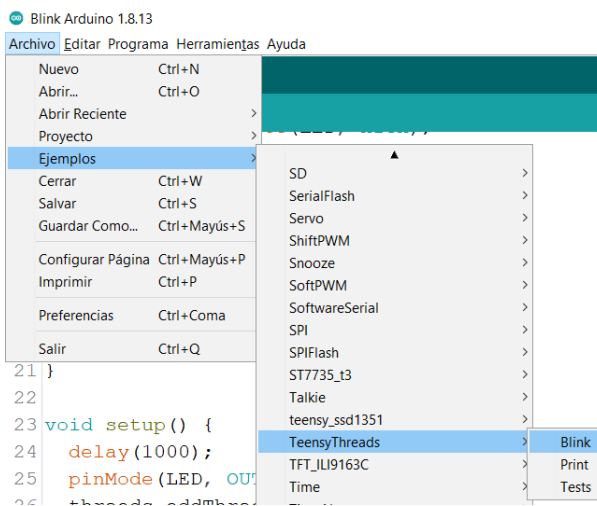 Blink Arduino 1.8.13
Archivo Editar Programa Herramientas Ayuda
Nuevo Ctrl+N
Abrir... Ctrl+O
Abrir Reciente
Proyecto
Ejemplos
Cerrar Ctrl+W
Salvar Ctrl+S
Guardar Como... Ctrl+Mayús+S
Configurar Página Ctrl+Mayús+P
Imprimir Ctrl+P
Preferencias Ctrl+Coma
Salir Ctrl+Q
SD
SerialFlash
Servo
ShiftPWM
Snooze
SoftPWM
SoftwareSerial
SPI
SPIFlash
ST7735_t3
Talkie
teensy_ssd1351
TeensyThreads
TFT_ILI9163C
Time
Blink
Print
Tests
21 }
22
23 void setup() {
24 delay(1000);
25 pinMode(LED, OU